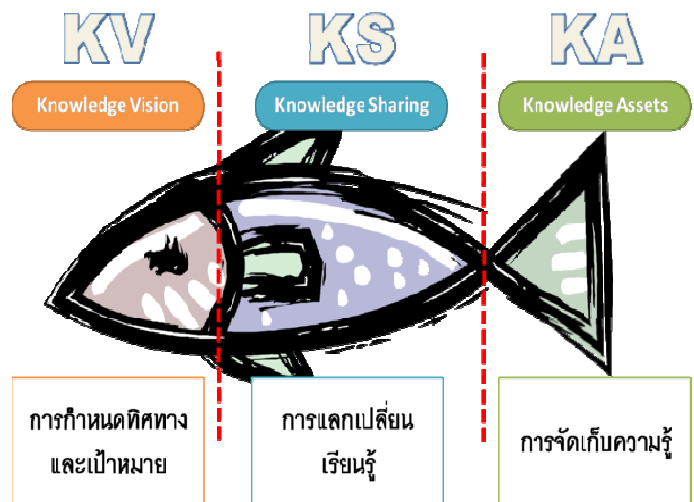 KV
KS
KA
Knowledge Vision
Knowledge Sharing
Knowledge Assets
การกำหนดทิศทาง
และเป้าหมาย
การแลกเปลี่ยน
เรียนรู้
การจัดเก็บความรู้